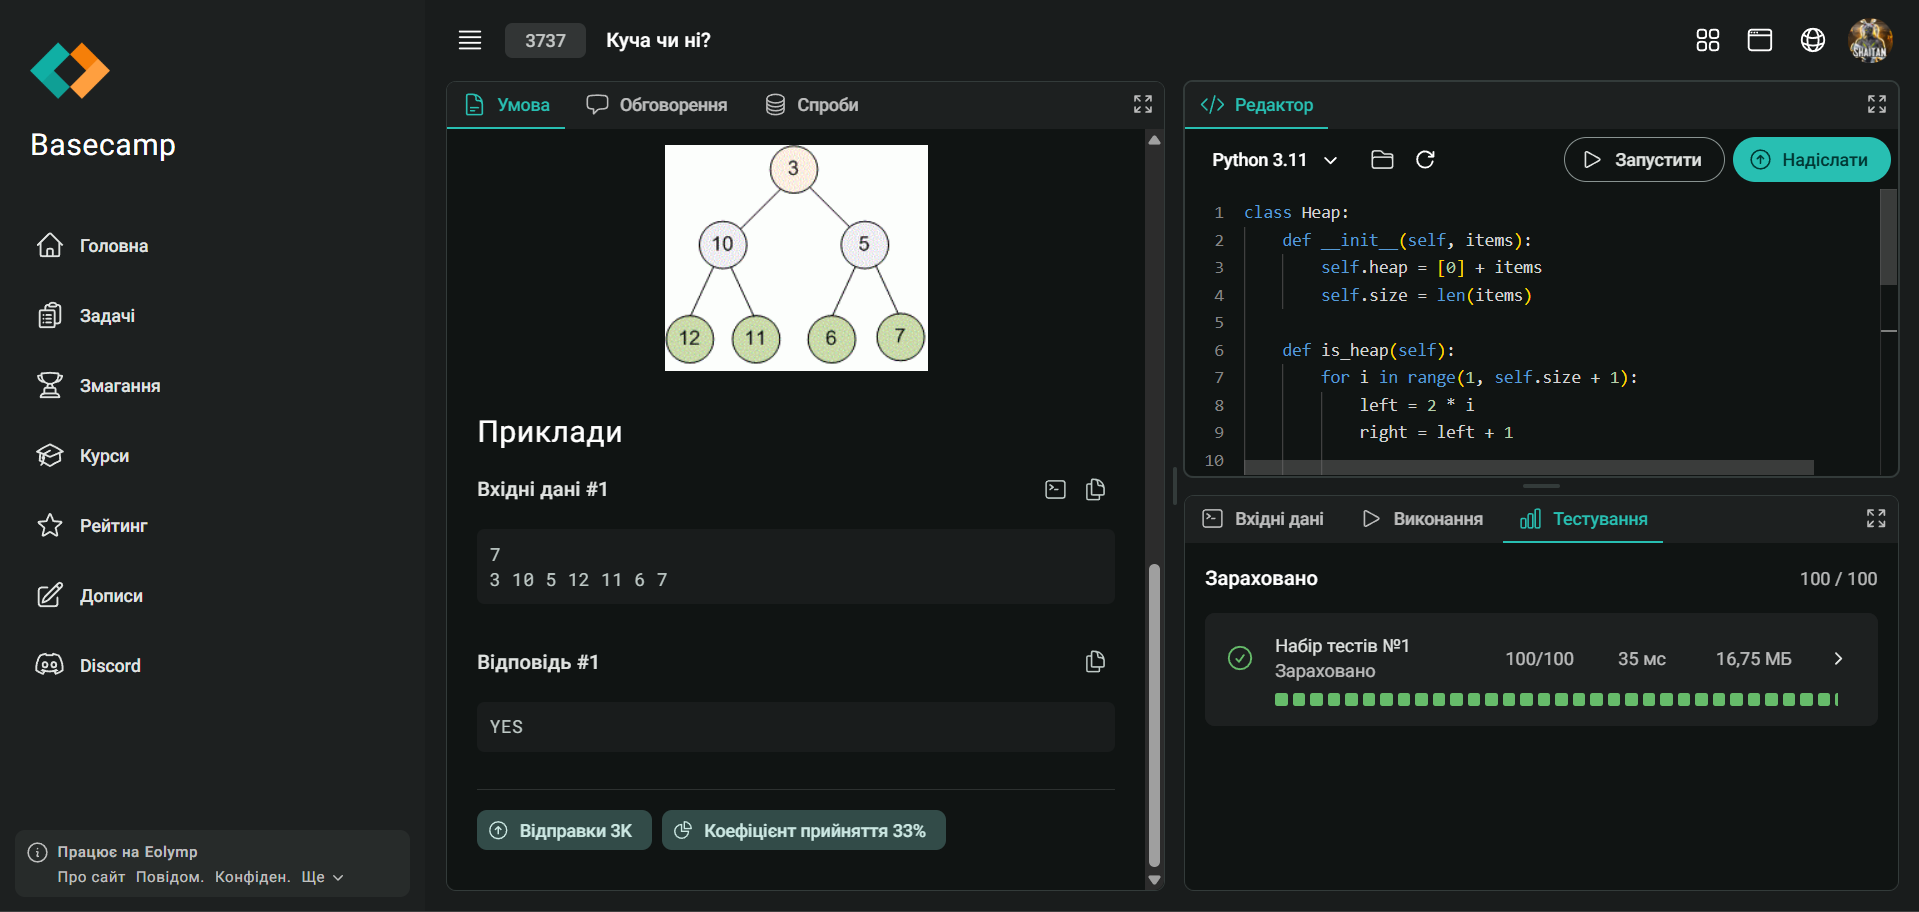 Basecamp
Головна
Задачі
Змагання
Курси
Рейтинг
Дописи
Discord
Працює на Eolymp
Про сайт Повідом. Конфіден. Ще
3737 Куча чи ні?
SHAITAN
Умова Обговорення Спроби
3
10 5
12 11 6 7
Приклади
Вхідні дані #1
7
3 10 5 12 11 6 7
Відповідь #1
YES
Відправки 3K Коефіцієнт прийняття 33%
Редактор
Python 3.11 Запустити Надіслати
1 class Heap:
2 def __init__(self, items):
3 self.heap = [0] + items
4 self.size = len(items)
5
6 def is_heap(self):
7 for i in range(1, self.size + 1):
8 left = 2 * i
9 right = left + 1
10
Вхідні дані Виконання Тестування
Зараховано 100 / 100
Набір тестів №1
Зараховано
100/100 35 мс 16,75 МБ